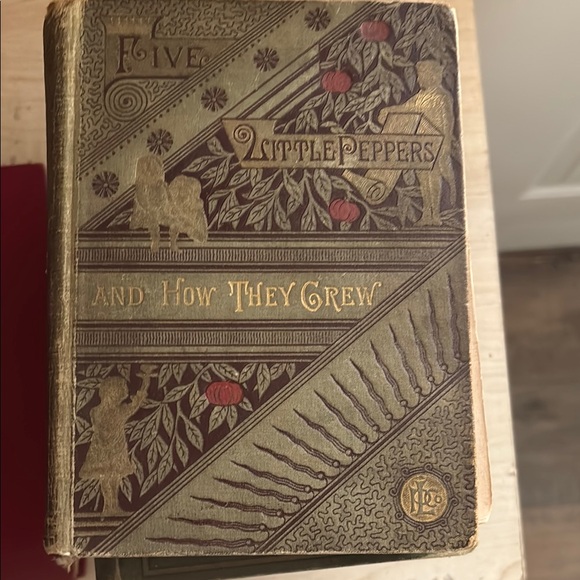 FIVE
LITTLE PEPPERS
AND HOW THEY GREW